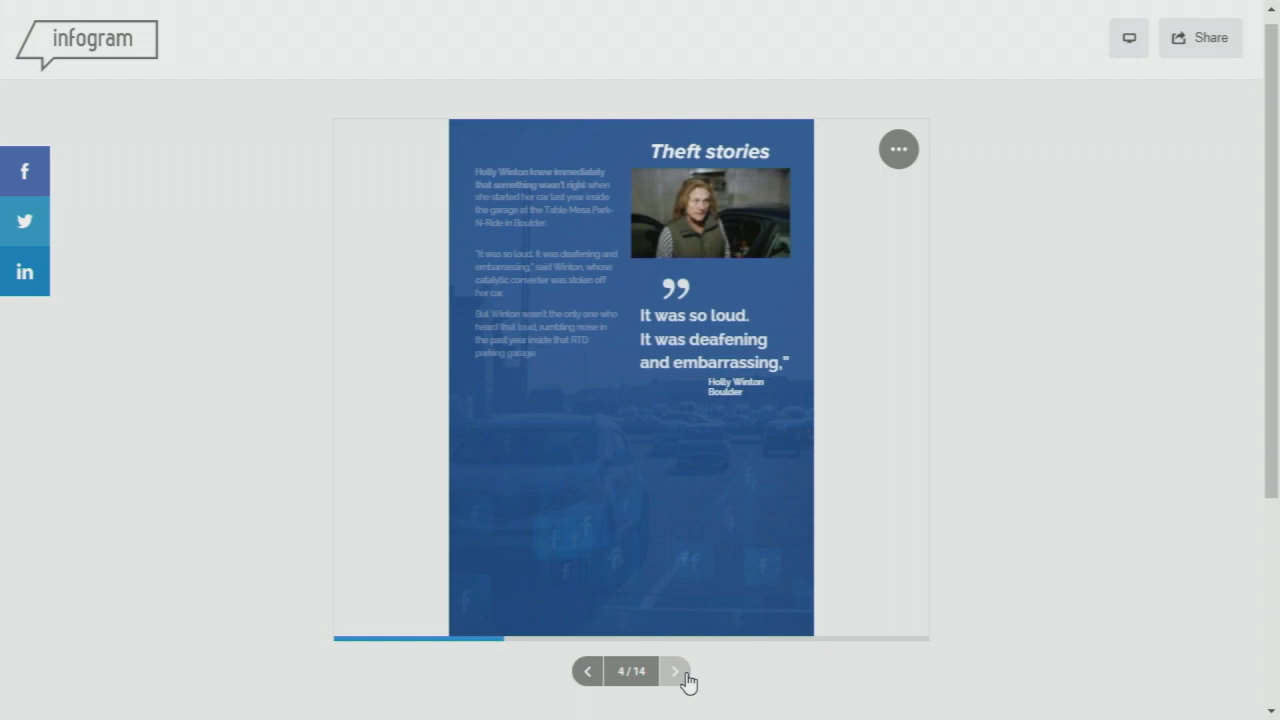 infogram
Share
Theft stories
Holly Winton knew immediately
that something wasn't right when
she started her car last year inside
the garage at the Table Mesa Park-
N-Ride in Boulder.
"It was so loud. It was deafening and
embarrassing," said Winton, whose
catalytic converter was stolen off
her car.
But Winton wasn't the only one who
heard that loud, rumbling noise in
the past year inside that RTD
parking garage.
”
It was so loud.
It was deafening
and embarrassing,"
Holly Winton
Boulder
f
in
4 / 14